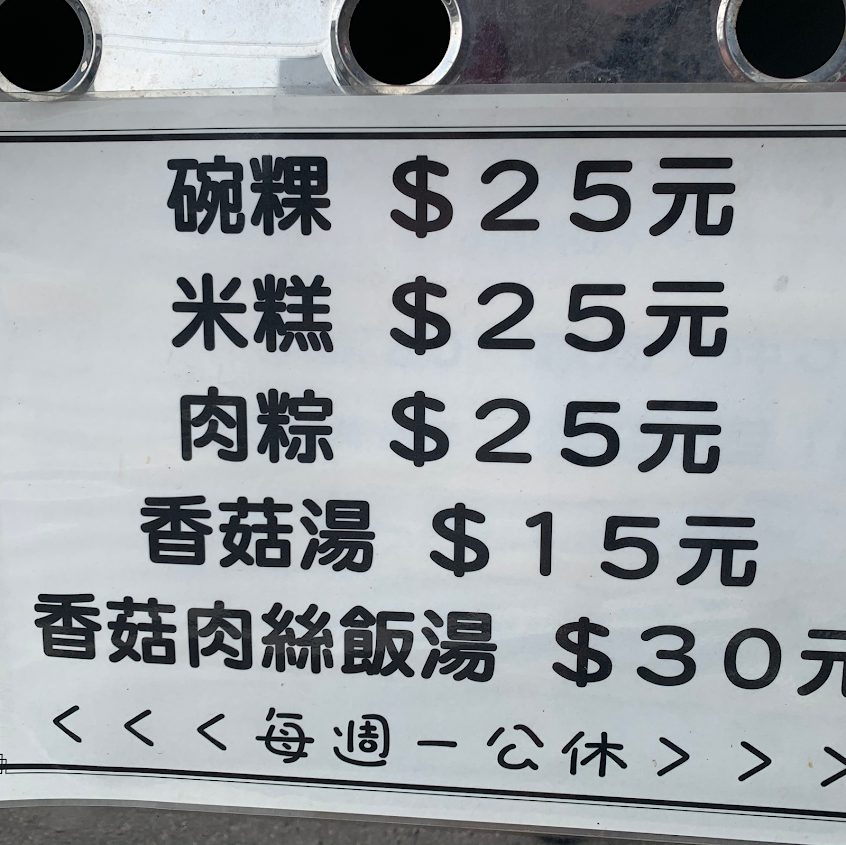 碗粿 ＄２５元
米糕 ＄２５元
肉粽 ＄２５元
香菇湯 ＄１５元
香菇肉絲飯湯 ＄３０元
＜＜＜每週一公休＞＞＞